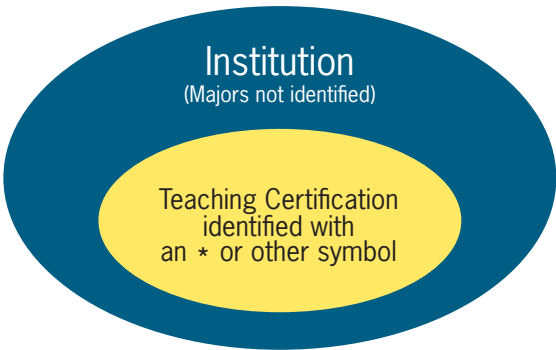 Institution
(Majors not identified)
Teaching Certification
identified with
an * or other symbol